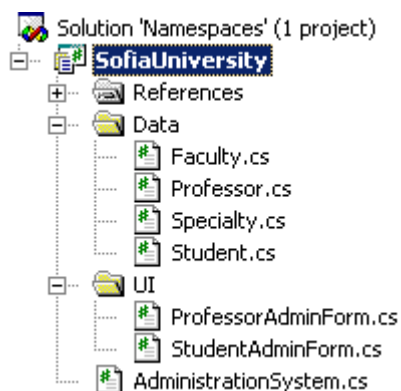 Solution 'Namespaces' (1 project)
SofiaUniversity
References
Data
Faculty.cs
Professor.cs
Specialty.cs
Student.cs
UI
ProfessorAdminForm.cs
StudentAdminForm.cs
AdministrationSystem.cs